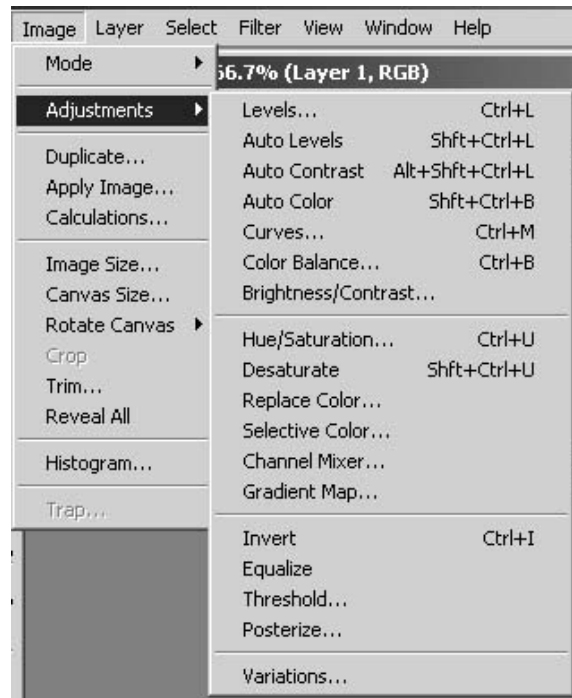 Image Layer Select Filter View Window Help
Mode
66.7% (Layer 1, RGB)
Adjustments
Duplicate...
Apply Image...
Calculations...
Image Size...
Canvas Size...
Rotate Canvas
Crop
Trim...
Reveal All
Histogram...
Trap...
Levels... Ctrl+L
Auto Levels Shft+Ctrl+L
Auto Contrast Alt+Shft+Ctrl+L
Auto Color Shft+Ctrl+B
Curves... Ctrl+M
Color Balance... Ctrl+B
Brightness/Contrast...
Hue/Saturation... Ctrl+U
Desaturate Shft+Ctrl+U
Replace Color...
Selective Color...
Channel Mixer...
Gradient Map...
Invert Ctrl+I
Equalize
Threshold...
Posterize...
Variations...